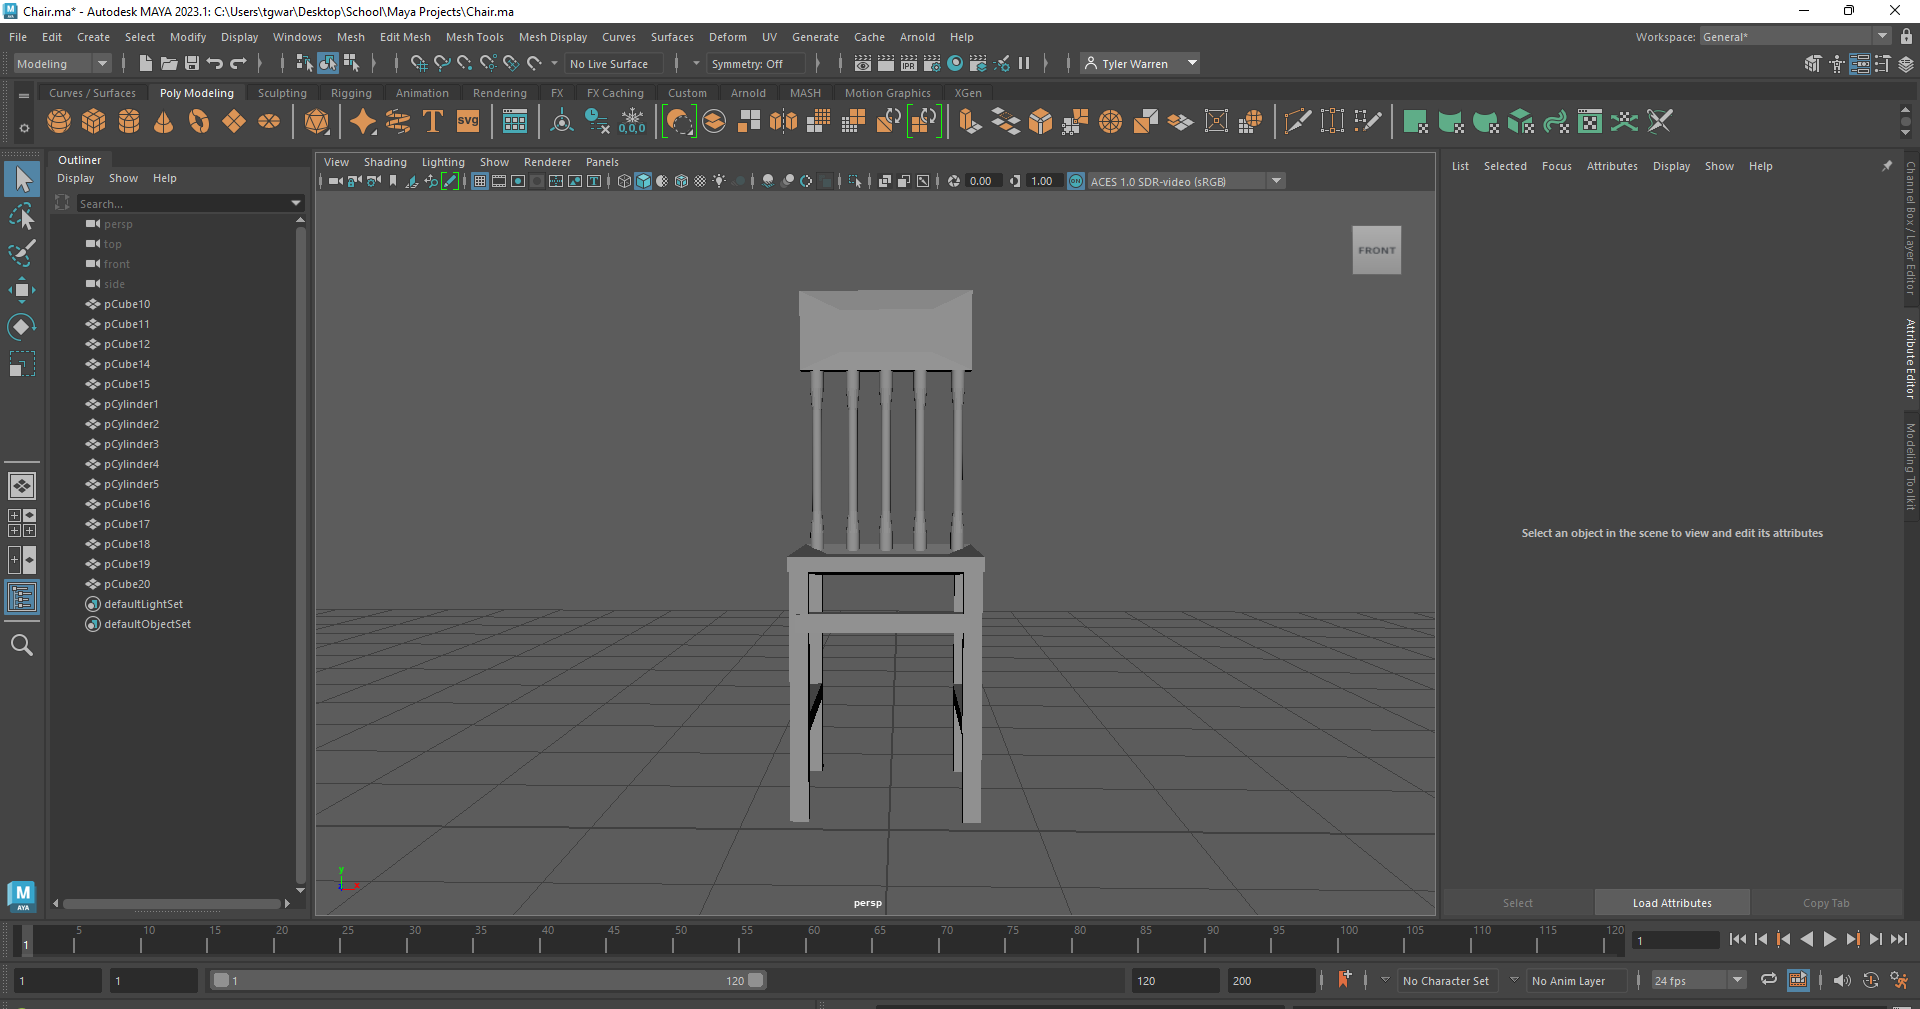 Chair.ma* - Autodesk MAYA 2023.1: C:\Users\tgwar\Desktop\School\Maya Projects\Chair.ma
File Edit Create Select Modify Display Windows Mesh Edit Mesh Mesh Tools Mesh Display Curves Surfaces Deform UV Generate Cache Arnold Help Workspace: General*
Modeling No Live Surface Symmetry: Off IPR Tyler Warren
Curves / Surfaces Poly Modeling Sculpting Rigging Animation Rendering FX FX Caching Custom Arnold MASH Motion Graphics XGen
T SVG 0,0,0
Outliner
Display Show Help
Search...
persp
top
front
side
pCube10
pCube11
pCube12
pCube14
pCube15
pCylinder1
pCylinder2
pCylinder3
pCylinder4
pCylinder5
pCube16
pCube17
pCube18
pCube19
pCube20
defaultLightSet
defaultObjectSet
M
AYA
View Shading Lighting Show Renderer Panels
0.00 1.00 ON ACES 1.0 SDR-video (sRGB)
FRONT
y
x
z
persp
List Selected Focus Attributes Display Show Help
Select an object in the scene to view and edit its attributes
Select Load Attributes Copy Tab
Channel Box / Layer Editor
Attribute Editor
Modeling Toolkit
1 5 10 15 20 25 30 35 40 45 50 55 60 65 70 75 80 85 90 95 100 105 110 115 120 1
1 1 1 120 120 200 No Character Set No Anim Layer 24 fps